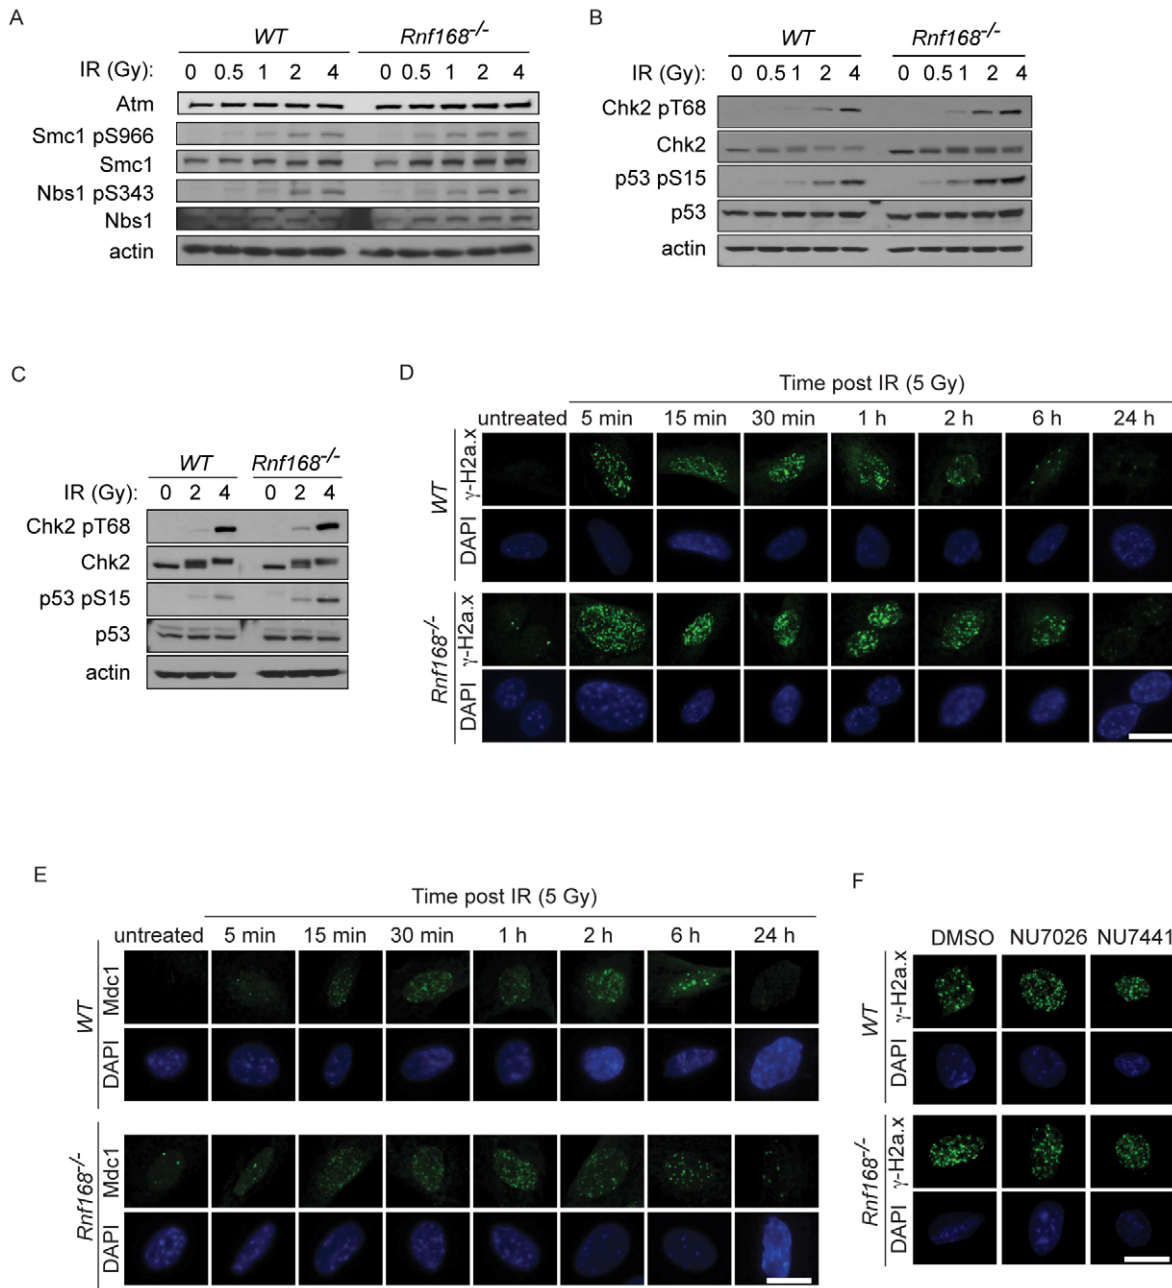 A
WT Rnf168-/-
IR (Gy): 0 0.5 1 2 4 0 0.5 1 2 4
Atm
Smc1 pS966
Smc1
Nbs1 pS343
Nbs1
actin
B
WT Rnf168-/-
IR (Gy): 0 0.5 1 2 4 0 0.5 1 2 4
Chk2 pT68
Chk2
p53 pS15
p53
actin
C
WT Rnf168-/-
IR (Gy): 0 2 4 0 2 4
Chk2 pT68
Chk2
p53 pS15
p53
actin
D
Time post IR (5 Gy)
untreated 5 min 15 min 30 min 1 h 2 h 6 h 24 h
WT
γ-H2a.x
DAPI
Rnf168-/-
γ-H2a.x
DAPI
E
Time post IR (5 Gy)
untreated 5 min 15 min 30 min 1 h 2 h 6 h 24 h
WT
Mdc1
DAPI
Rnf168-/-
Mdc1
DAPI
F
DMSO NU7026 NU7441
WT
γ-H2a.x
DAPI
Rnf168-/-
γ-H2a.x
DAPI